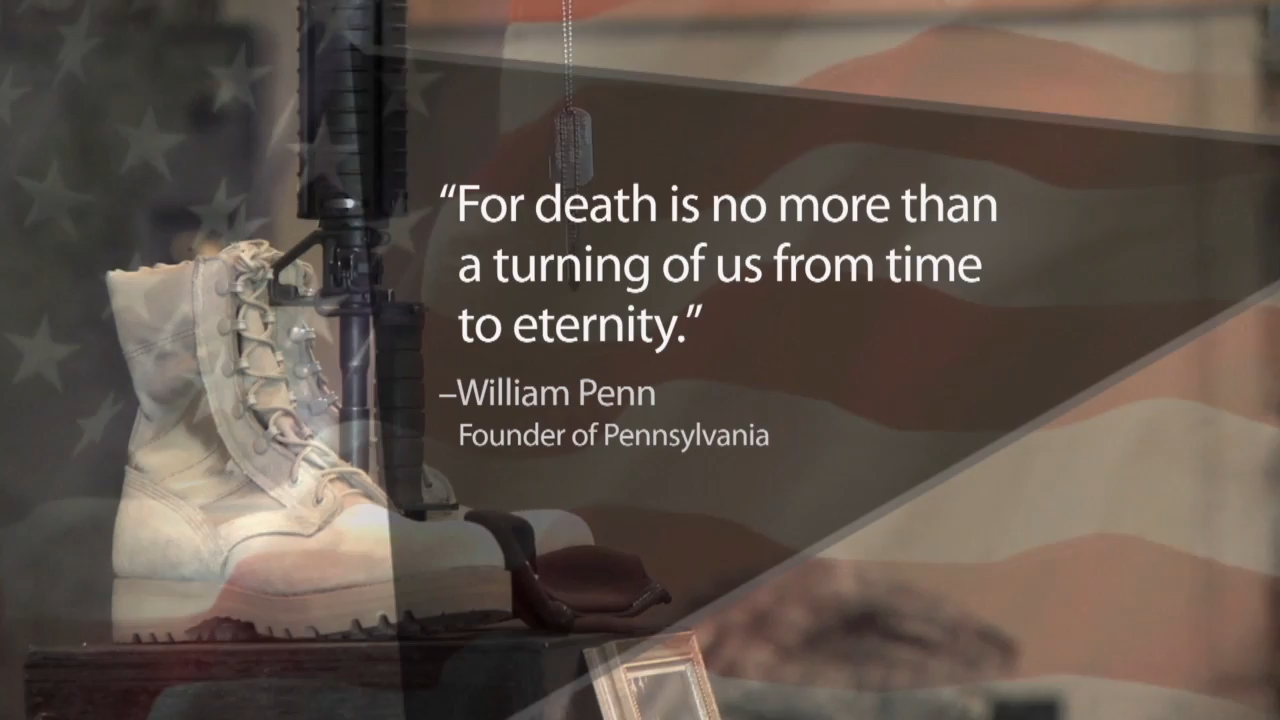 “For death is no more than
a turning of us from time
to eternity.”
–William Penn
Founder of Pennsylvania